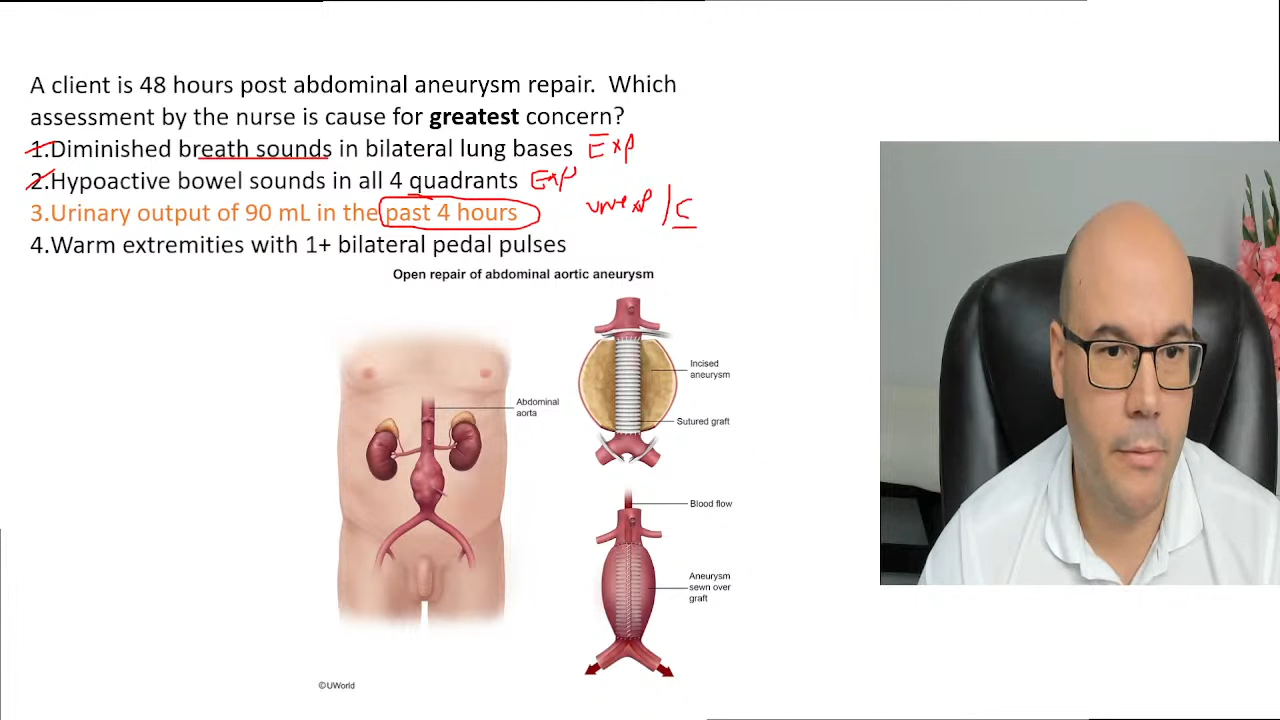 A client is 48 hours post abdominal aneurysm repair. Which
assessment by the nurse is cause for greatest concern?
1.Diminished breath sounds in bilateral lung bases Exp
2.Hypoactive bowel sounds in all 4 quadrants Exp
3.Urinary output of 90 mL in the past 4 hours unexp / C
4.Warm extremities with 1+ bilateral pedal pulses
Open repair of abdominal aortic aneurysm
Incised
aneurysm
Abdominal
aorta
Sutured graft
Blood flow
Aneurysm
sewn over
graft
©UWorld